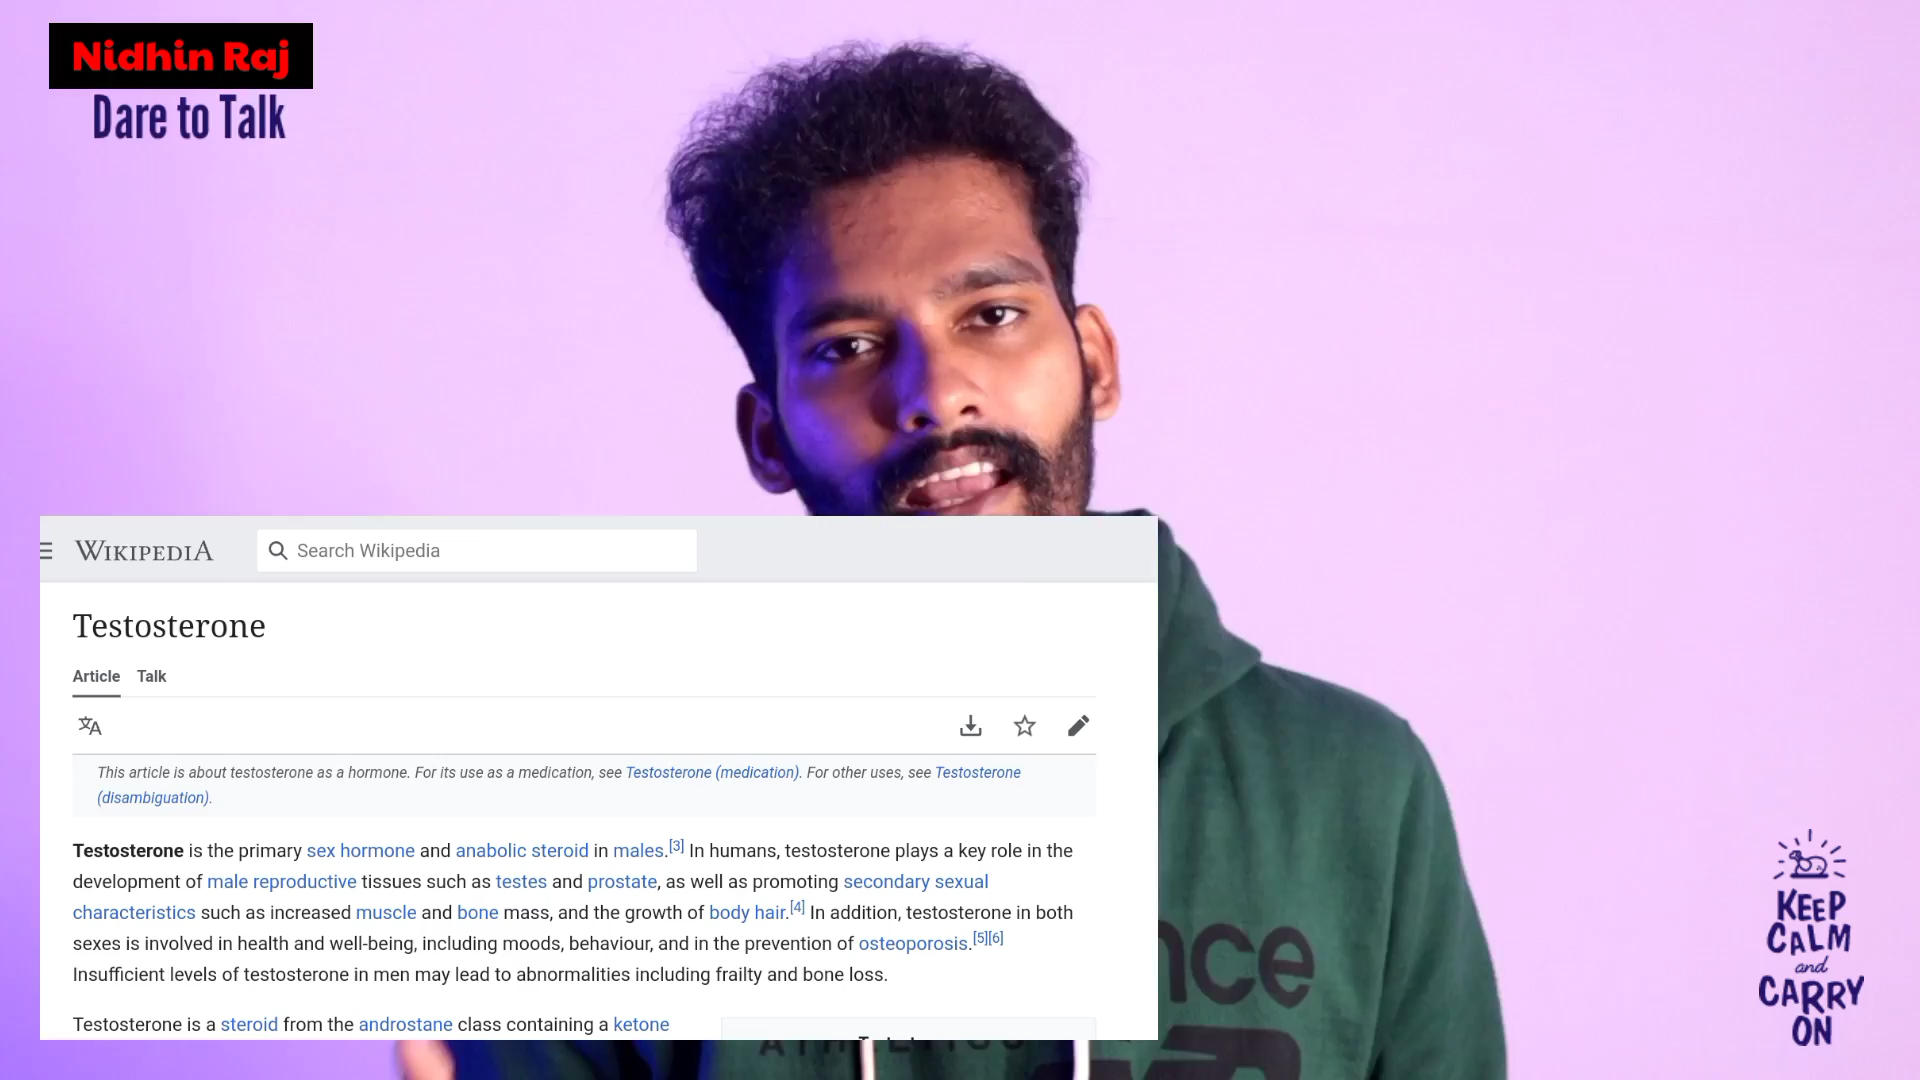 Nidhin Raj
Dare to Talk
WIKIPEDIA
Search Wikipedia
Testosterone
Article Talk
This article is about testosterone as a hormone. For its use as a medication, see Testosterone (medication). For other uses, see Testosterone
(disambiguation).
Testosterone is the primary sex hormone and anabolic steroid in males.[3] In humans, testosterone plays a key role in the
development of male reproductive tissues such as testes and prostate, as well as promoting secondary sexual
characteristics such as increased muscle and bone mass, and the growth of body hair.[4] In addition, testosterone in both
sexes is involved in health and well-being, including moods, behaviour, and in the prevention of osteoporosis.[5][6]
Insufficient levels of testosterone in men may lead to abnormalities including frailty and bone loss.
Testosterone is a steroid from the androstane class containing a ketone
nce
KEEP
CALM
and
CARRY
ON